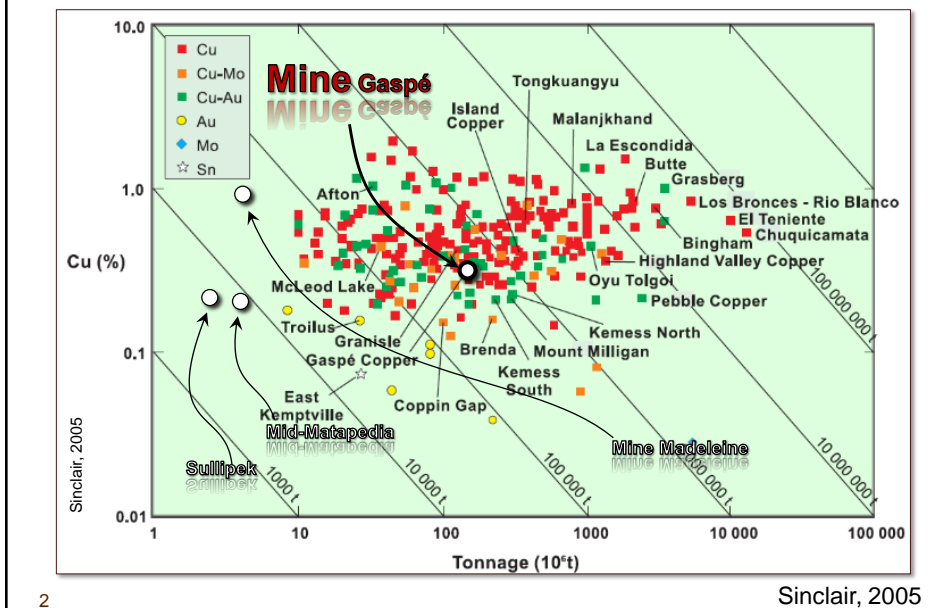 10.0
Cu
Cu-Mo
Cu-Au
Au
Mo
Sn
Mine Gaspé
Tongkuangyu
Island
Copper
Malanjkhand
La Escondida
Butte
Grasberg
Afton
1.0
Los Bronces - Rio Blanco
El Teniente
Chuquicamata
Bingham
Cu (%)
Highland Valley Copper
McLeod Lake
Oyu Tolgoi
Pebble Copper
Troilus
Granisle
Kemess North
0.1
Gaspé Copper
Brenda
Mount Milligan
Kemess
South
East
Kemptville
Coppin Gap
Mid-Matapedia
Mine Madeleine
Sullipek
Sinclair, 2005
1000 t
10 000 t
000 000 t
10 000 000 t
100 000 000 t
0.01
1
10
100
1000
10 000
100 000
Tonnage (10⁶t)
2
Sinclair, 2005